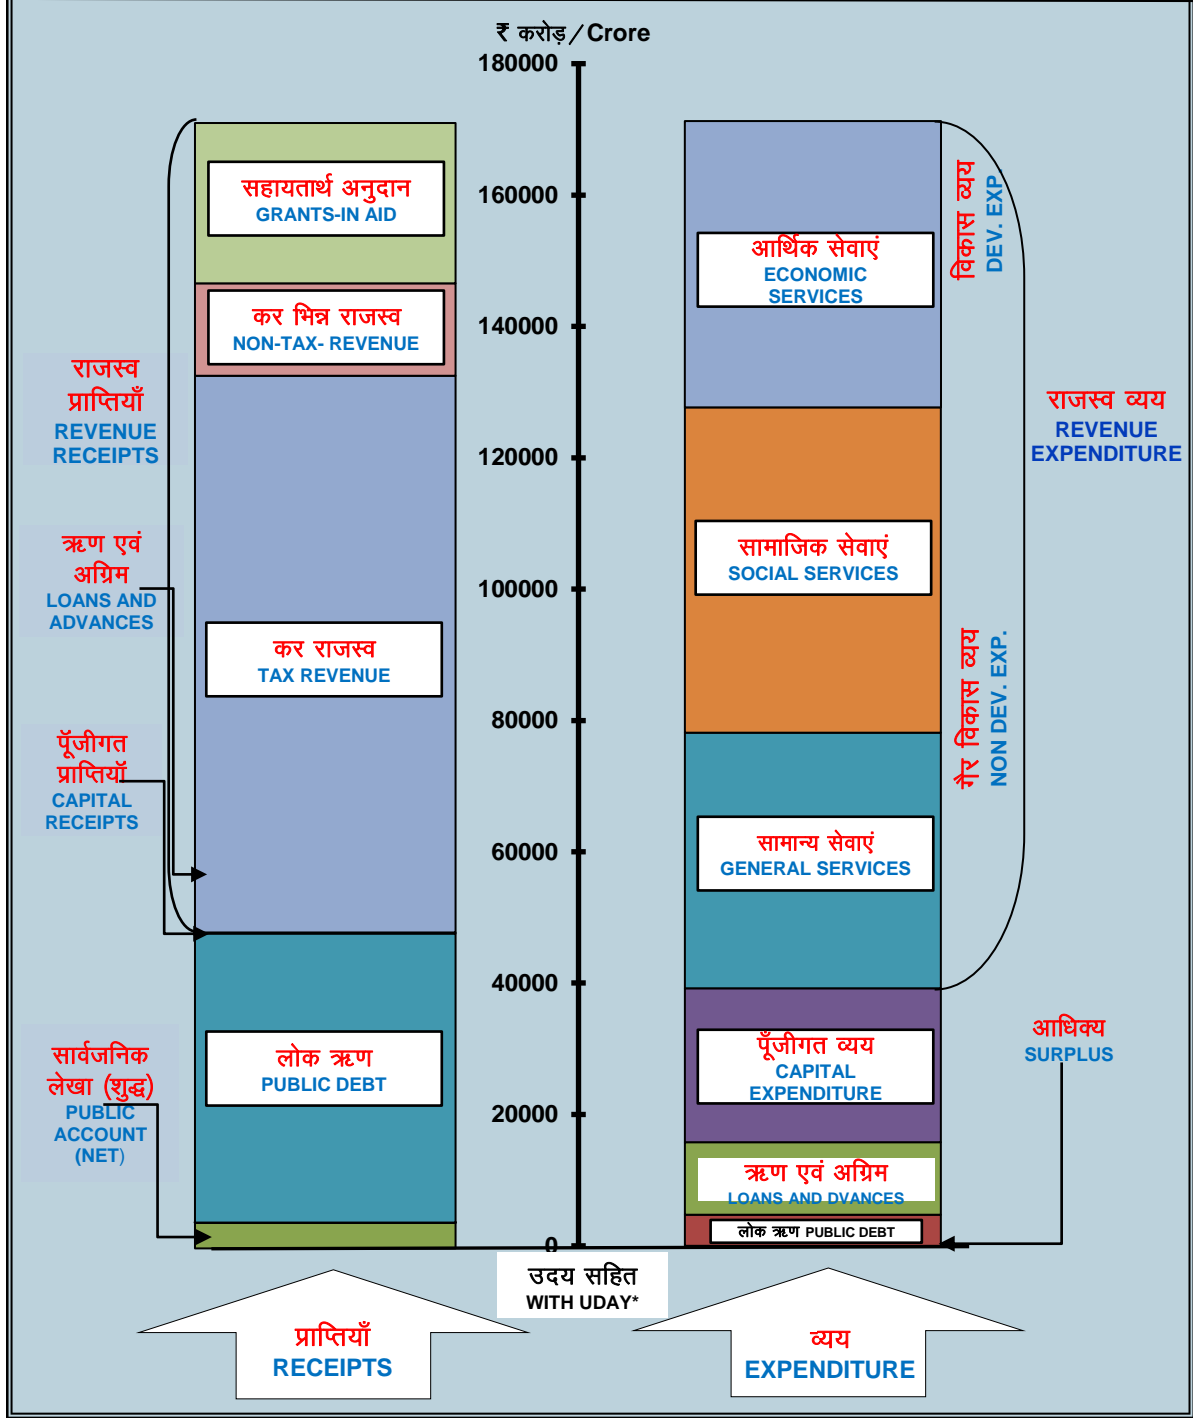 ₹ करोड़ / Crore
180000
160000
140000
120000
100000
80000
60000
40000
20000
0
सहायतार्थ अनुदान
GRANTS-IN AID
कर भिन्न राजस्व
NON-TAX- REVENUE
कर राजस्व
TAX REVENUE
लोक ऋण
PUBLIC DEBT
राजस्व
प्राप्तियाँ
REVENUE
RECEIPTS
ऋण एवं
अग्रिम
LOANS AND
ADVANCES
पूॅजीगत
प्राप्तियॉ
CAPITAL
RECEIPTS
सार्वजनिक
लेखा (शुद्ध)
PUBLIC
ACCOUNT
(NET)
आर्थिक सेवाएं
ECONOMIC
SERVICES
सामाजिक सेवाएं
SOCIAL SERVICES
सामान्य सेवाएं
GENERAL SERVICES
पूँजीगत व्यय
CAPITAL
EXPENDITURE
ऋण एवं अग्रिम
LOANS AND DVANCES
लोक ऋण PUBLIC DEBT
विकास व्यय
DEV. EXP.
गैर विकास व्यय
NON DEV. EXP.
राजस्व व्यय
REVENUE
EXPENDITURE
आधिक्य
SURPLUS
उदय सहित
WITH UDAY*
प्राप्तियाँ
RECEIPTS
व्यय
EXPENDITURE